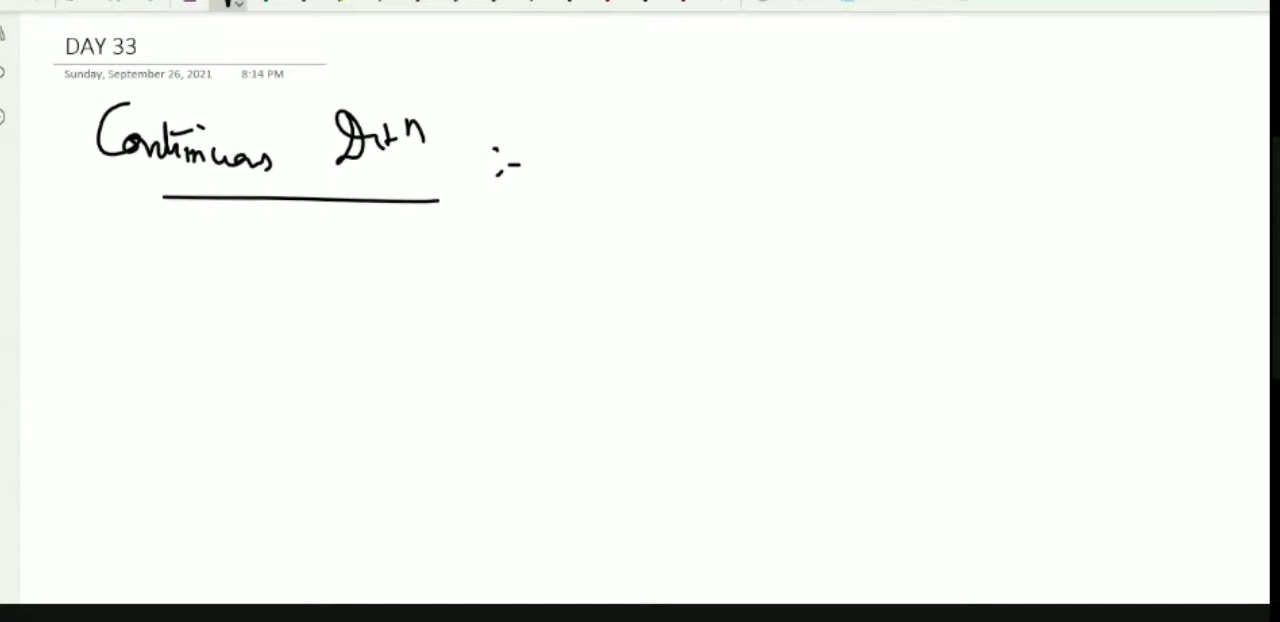 DAY 33
Sunday, September 26, 2021 8:14 PM
Continuous Distn :-